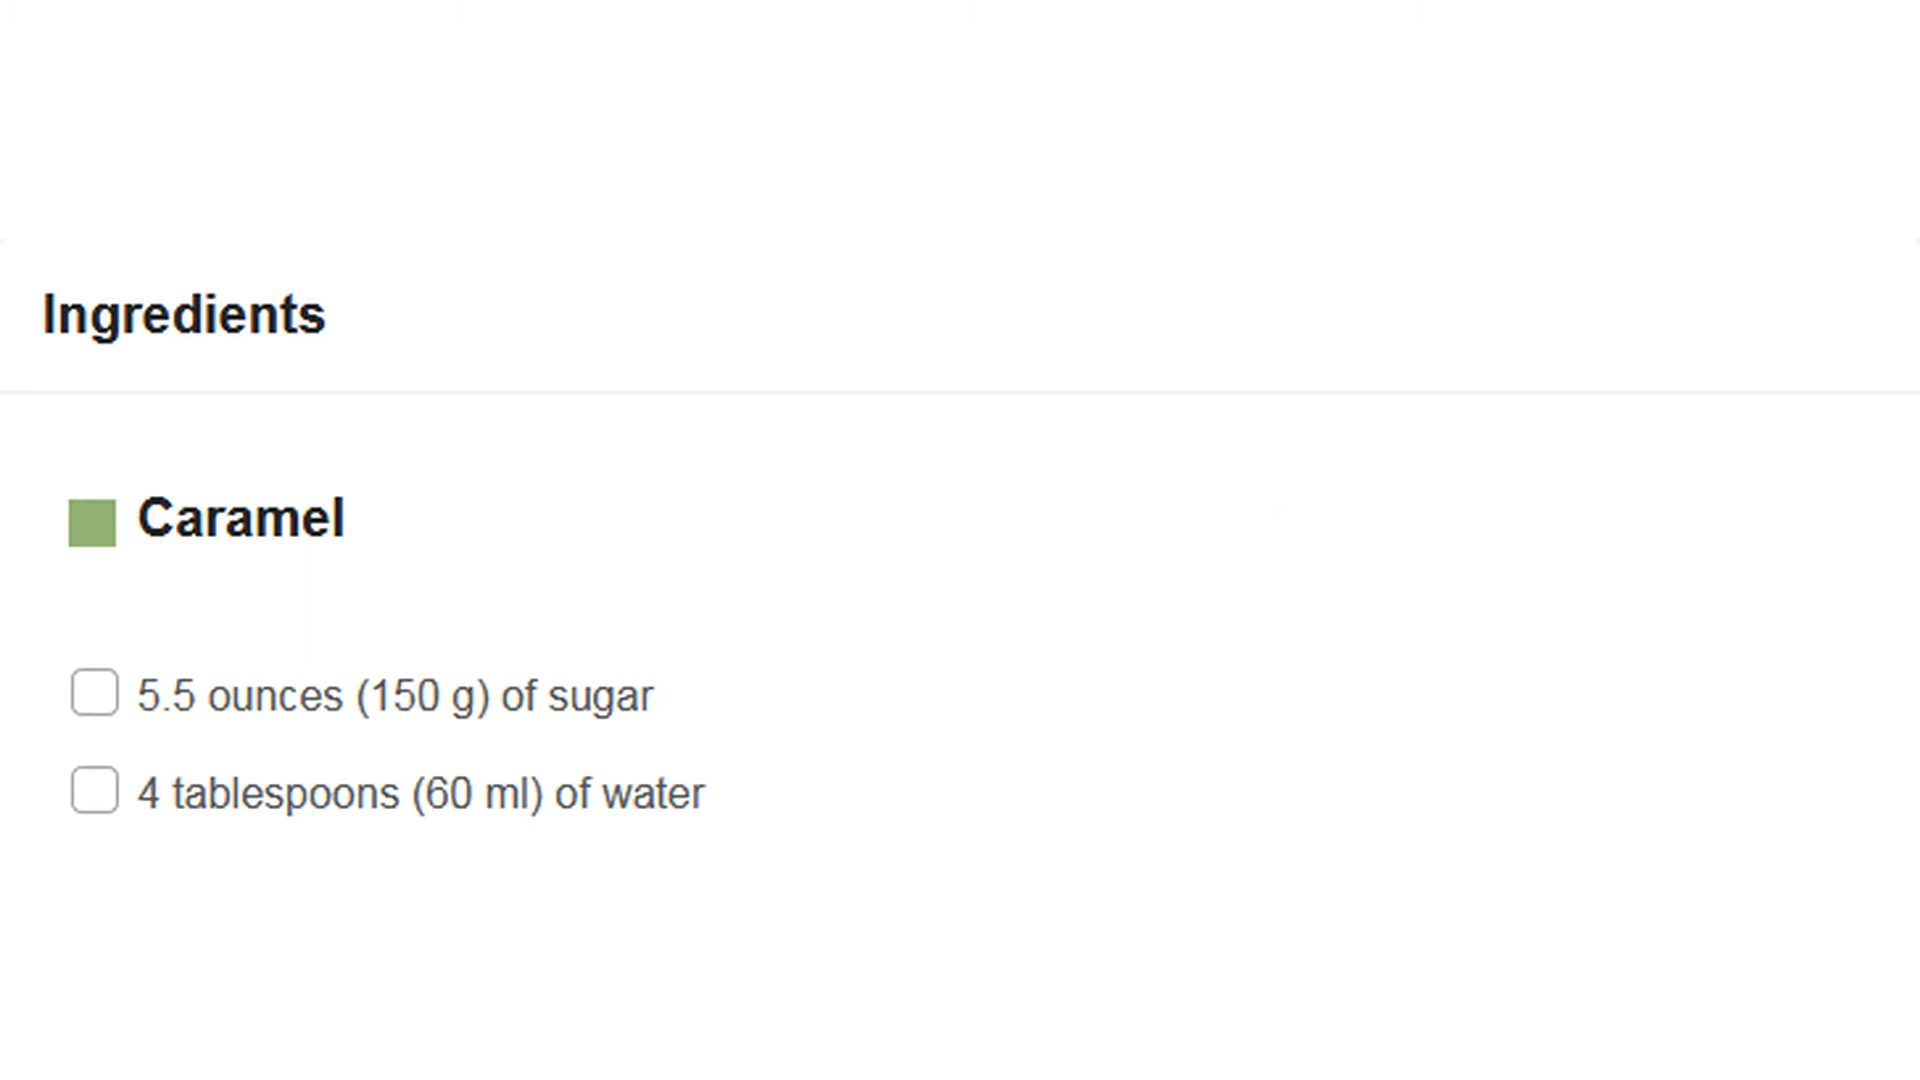 Ingredients
Caramel
5.5 ounces (150 g) of sugar
4 tablespoons (60 ml) of water